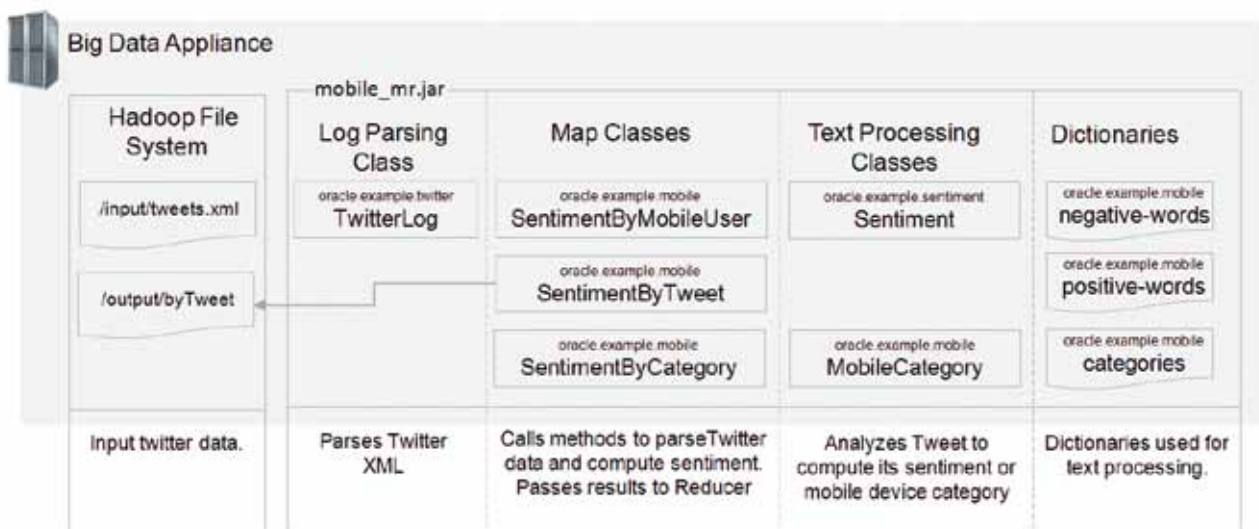 Big Data Appliance
mobile_mr.jar
Hadoop File
System
/input/tweets.xml
/output/byTweet
Input twitter data.
Log Parsing
Class
oracle.example.twitter
TwitterLog
Parses Twitter
XML
Map Classes
oracle.example.mobile
SentimentByMobileUser
oracle.example.mobile
SentimentByTweet
oracle.example.mobile
SentimentByCategory
Calls methods to parseTwitter
data and compute sentiment.
Passes results to Reducer
Text Processing
Classes
oracle.example.sentiment
Sentiment
oracle.example.mobile
MobileCategory
Analyzes Tweet to
compute its sentiment or
mobile device category
Dictionaries
oracle.example.mobile
negative-words
oracle.example.mobile
positive-words
oracle.example.mobile
categories
Dictionaries used for
text processing.